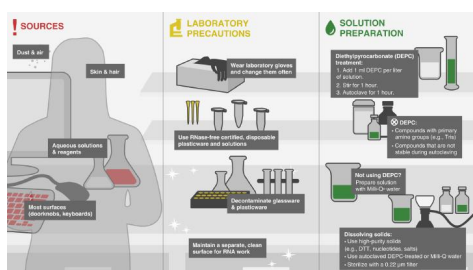 SOURCES
Dust & air
Skin & hair
Aqueous solutions
& reagents
Most surfaces
(doorknobs, keyboards)
LABORATORY
PRECAUTIONS
Wear laboratory gloves
and change them often
Use RNase-free certified, disposable
plasticware and solutions
Decontaminate glassware
& plasticware
Maintain a separate, clean
surface for RNA work
SOLUTION
PREPARATION
Diethylpyrocarbonate (DEPC)
treatment:
1. Add 1 ml DEPC per liter
of solution.
2. Stir for 1 hour.
3. Autoclave for 1 hour.
DEPC:
• Compounds with primary
amino groups (e.g., Tris)
• Compounds that are not
stable during autoclaving
Not using DEPC?
Prepare solution
with Milli-Q water
Dissolving solids:
• Use high-purity solids
(e.g., DTT, nucleotides, salts)
• Use autoclaved DEPC-treated or Milli-Q water
• Sterilize with a 0.22 µm filter